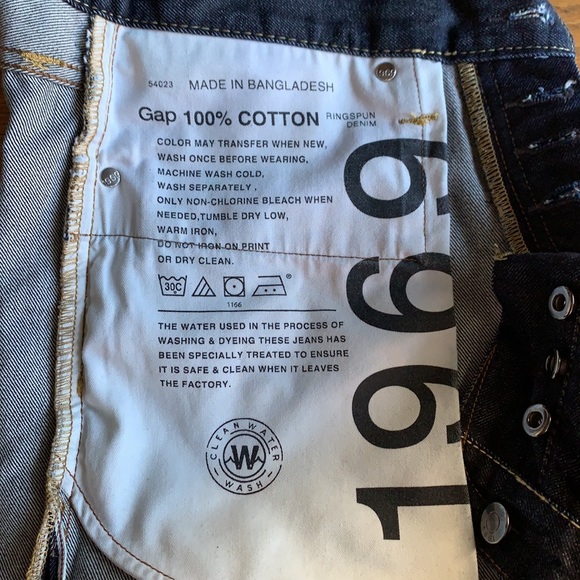 54023 MADE IN BANGLADESH
Gap 100% COTTON RINGSPUN DENIM
COLOR MAY TRANSFER WHEN NEW,
WASH ONCE BEFORE WEARING,
MACHINE WASH COLD.
WASH SEPARATELY .
ONLY NON-CHLORINE BLEACH WHEN
NEEDED,TUMBLE DRY LOW,
WARM IRON,
DO NOT IRON ON PRINT
OR DRY CLEAN.
30C ®
1166
THE WATER USED IN THE PROCESS OF
WASHING & DYEING THESE JEANS HAS
BEEN SPECIALLY TREATED TO ENSURE
IT IS SAFE & CLEAN WHEN IT LEAVES
THE FACTORY.
CLEAN WATER
W
WASH
1969